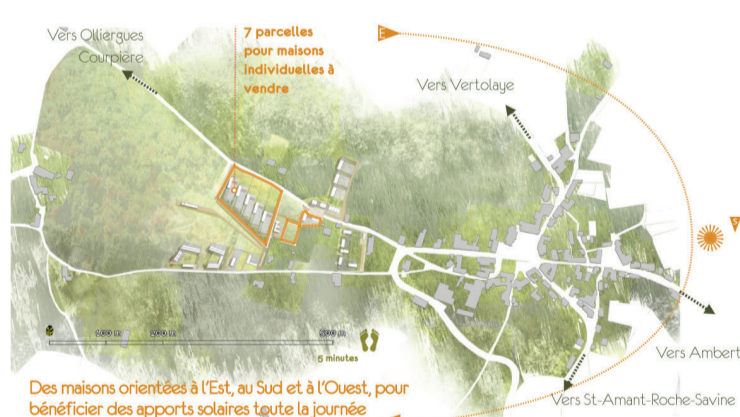 Vers Olliergues
Courpière
7 parcelles
pour maisons
individuelles à
vendre
E
Vers Vertolaye
S
100 m
200 m
500 m
5 minutes
Vers Ambert
Vers St-Amant-Roche-Savine
Des maisons orientées à l'Est, au Sud et à l'Ouest, pour
bénéficier des apports solaires toute la journée